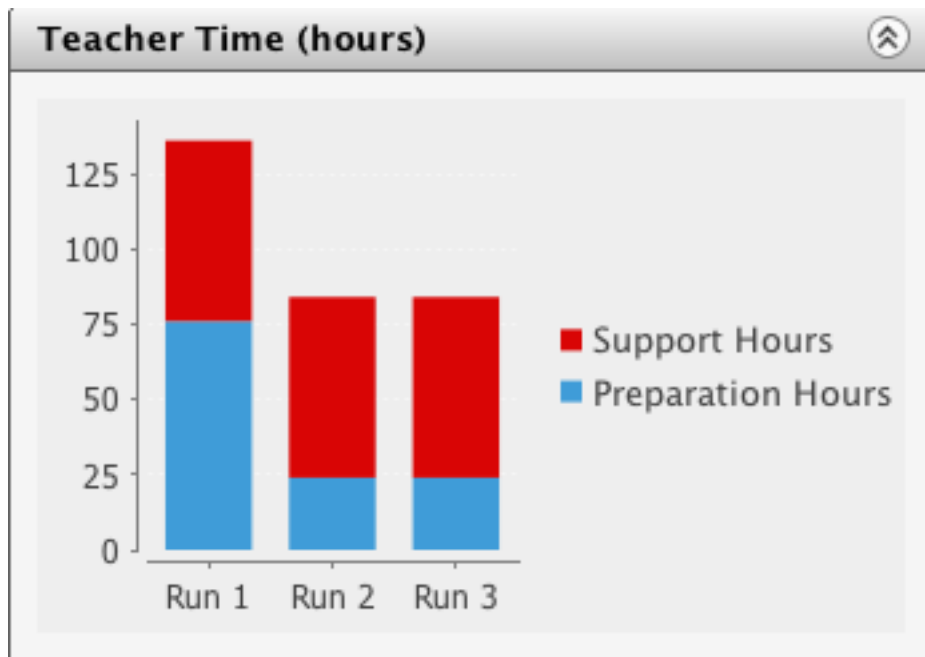 Teacher Time (hours)
125
100
75
50
25
0
Run 1 Run 2 Run 3
Support Hours
Preparation Hours